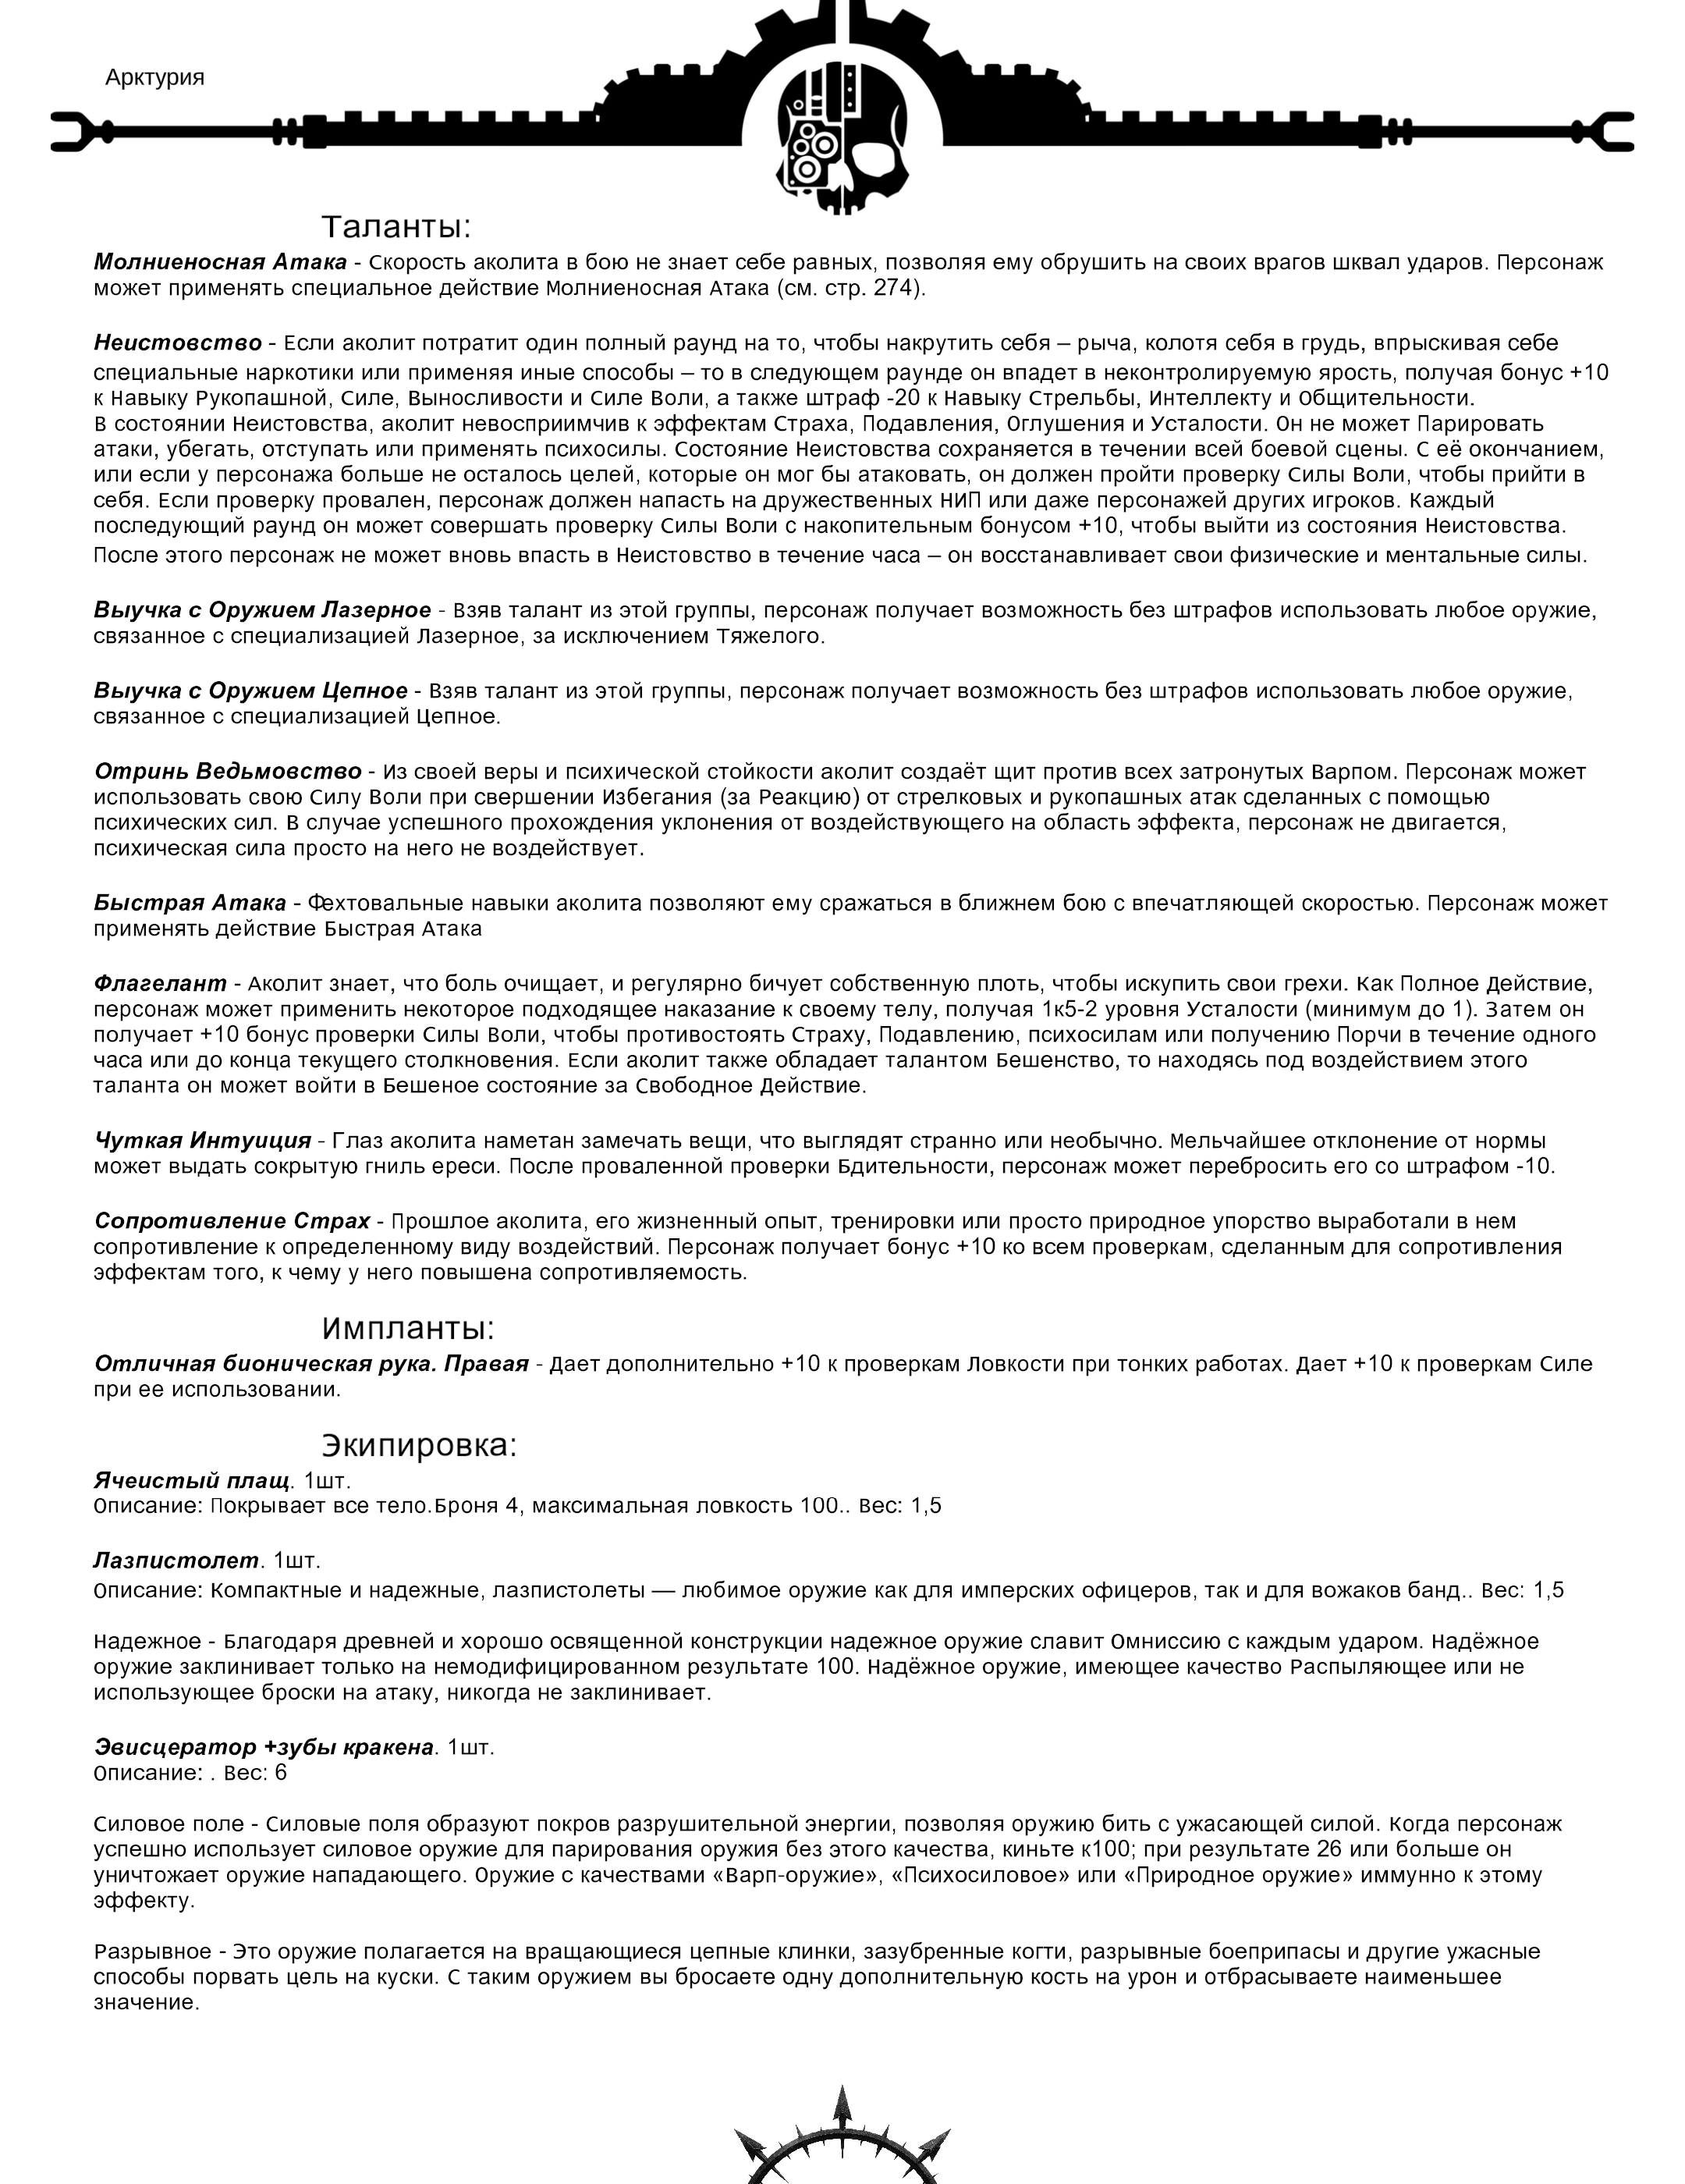 Арктурия
Таланты:
Молниеносная Атака - Скорость аколита в бою не знает себе равных, позволяя ему обрушить на своих врагов шквал ударов. Персонаж
может применять специальное действие Молниеносная Атака (см. стр. 274).
Неистовство - Если аколит потратит один полный раунд на то, чтобы накрутить себя – рыча, колотя себя в грудь, впрыскивая себе
специальные наркотики или применяя иные способы – то в следующем раунде он впадет в неконтролируемую ярость, получая бонус +10
к Навыку Рукопашной, Силе, Выносливости и Силе Воли, а также штраф -20 к Навыку Стрельбы, Интеллекту и Общительности.
В состоянии Неистовства, аколит невосприимчив к эффектам Страха, Подавления, Оглушения и Усталости. Он не может Парировать
атаки, убегать, отступать или применять психосилы. Состояние Неистовства сохраняется в течении всей боевой сцены. С её окончанием,
или если у персонажа больше не осталось целей, которые он мог бы атаковать, он должен пройти проверку Силы Воли, чтобы прийти в
себя. Если проверку провален, персонаж должен напасть на дружественных НИП или даже персонажей других игроков. Каждый
последующий раунд он может совершать проверку Силы Воли с накопительным бонусом +10, чтобы выйти из состояния Неистовства.
После этого персонаж не может вновь впасть в Неистовство в течение часа – он восстанавливает свои физические и ментальные силы.
Выучка с Оружием Лазерное - Взяв талант из этой группы, персонаж получает возможность без штрафов использовать любое оружие,
связанное с специализацией Лазерное, за исключением Тяжелого.
Выучка с Оружием Цепное - Взяв талант из этой группы, персонаж получает возможность без штрафов использовать любое оружие,
связанное с специализацией Цепное.
Отринь Ведьмовство - Из своей веры и психической стойкости аколит создаёт щит против всех затронутых Варпом. Персонаж может
использовать свою Силу Воли при свершении Избегания (за Реакцию) от стрелковых и рукопашных атак сделанных с помощью
психических сил. В случае успешного прохождения уклонения от воздействующего на область эффекта, персонаж не двигается,
психическая сила просто на него не воздействует.
Быстрая Атака - Фехтовальные навыки аколита позволяют ему сражаться в ближнем бою с впечатляющей скоростью. Персонаж может
применять действие Быстрая Атака
Флагелант - Аколит знает, что боль очищает, и регулярно бичует собственную плоть, чтобы искупить свои грехи. Как Полное Действие,
персонаж может применить некоторое подходящее наказание к своему телу, получая 1к5-2 уровня Усталости (минимум до 1). Затем он
получает +10 бонус проверки Силы Воли, чтобы противостоять Страху, Подавлению, психосилам или получению Порчи в течение одного
часа или до конца текущего столкновения. Если аколит также обладает талантом Бешенство, то находясь под воздействием этого
таланта он может войти в Бешеное состояние за Свободное Действие.
Чуткая Интуиция - Глаз аколита наметан замечать вещи, что выглядят странно или необычно. Мельчайшее отклонение от нормы
может выдать сокрытую гниль ереси. После проваленной проверки Бдительности, персонаж может перебросить его со штрафом -10.
Сопротивление Страх - Прошлое аколита, его жизненный опыт, тренировки или просто природное упорство выработали в нем
сопротивление к определенному виду воздействий. Персонаж получает бонус +10 ко всем проверкам, сделанным для сопротивления
эффектам того, к чему у него повышена сопротивляемость.
Импланты:
Отличная бионическая рука. Правая - Дает дополнительно +10 к проверкам Ловкости при тонких работах. Дает +10 к проверкам Силе
при ее использовании.
Экипировка:
Ячеистый плащ. 1шт.
Описание: Покрывает все тело.Броня 4, максимальная ловкость 100.. Вес: 1,5
Лазпистолет. 1шт.
Описание: Компактные и надежные, лазпистолеты — любимое оружие как для имперских офицеров, так и для вожаков банд.. Вес: 1,5
Надежное - Благодаря древней и хорошо освященной конструкции надежное оружие славит Омниссию с каждым ударом. Надёжное
оружие заклинивает только на немодифицированном результате 100. Надёжное оружие, имеющее качество Распыляющее или не
использующее броски на атаку, никогда не заклинивает.
Эвисцератор +зубы кракена. 1шт.
Описание: . Вес: 6
Силовое поле - Силовые поля образуют покров разрушительной энергии, позволяя оружию бить с ужасающей силой. Когда персонаж
успешно использует силовое оружие для парирования оружия без этого качества, киньте к100; при результате 26 или больше он
уничтожает оружие нападающего. Оружие с качествами «Варп-оружие», «Психосиловое» или «Природное оружие» иммунно к этому
эффекту.
Разрывное - Это оружие полагается на вращающиеся цепные клинки, зазубренные когти, разрывные боеприпасы и другие ужасные
способы порвать цель на куски. С таким оружием вы бросаете одну дополнительную кость на урон и отбрасываете наименьшее
значение.